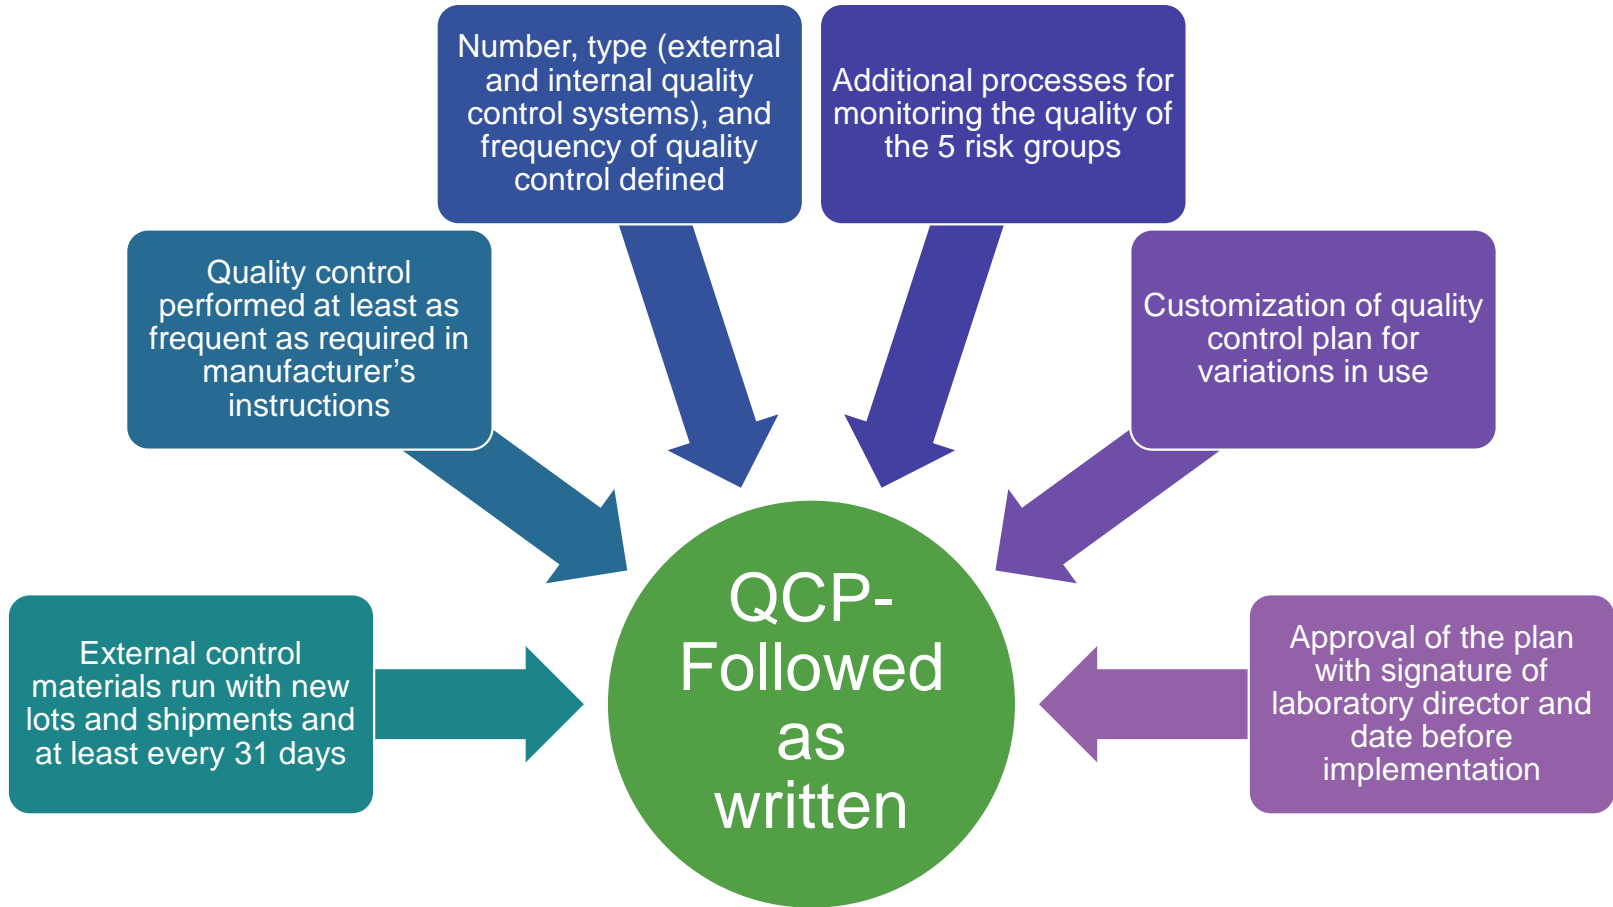 Number, type (external
and internal quality
control systems), and
frequency of quality
control defined
Additional processes for
monitoring the quality of
the 5 risk groups
Quality control
performed at least as
frequent as required in
manufacturer’s
instructions
Customization of quality
control plan for
variations in use
External control
materials run with new
lots and shipments and
at least every 31 days
QCP-
Followed
as
written
Approval of the plan
with signature of
laboratory director and
date before
implementation